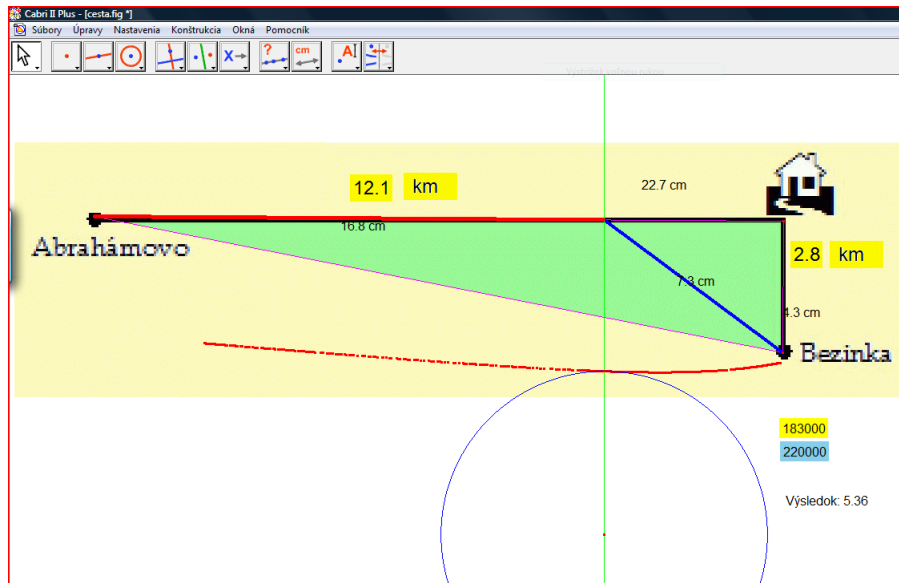 Cabri II Plus - [cesta.fig *]
Súbory Úpravy Nastavenia Konštrukcia Okná Pomocník
? cm A
12.1 km
22.7 cm
16.8 cm
Abrahámovo
2.8 km
7.3 cm
4.3 cm
Bezinka
183000
220000
Výsledok: 5.36